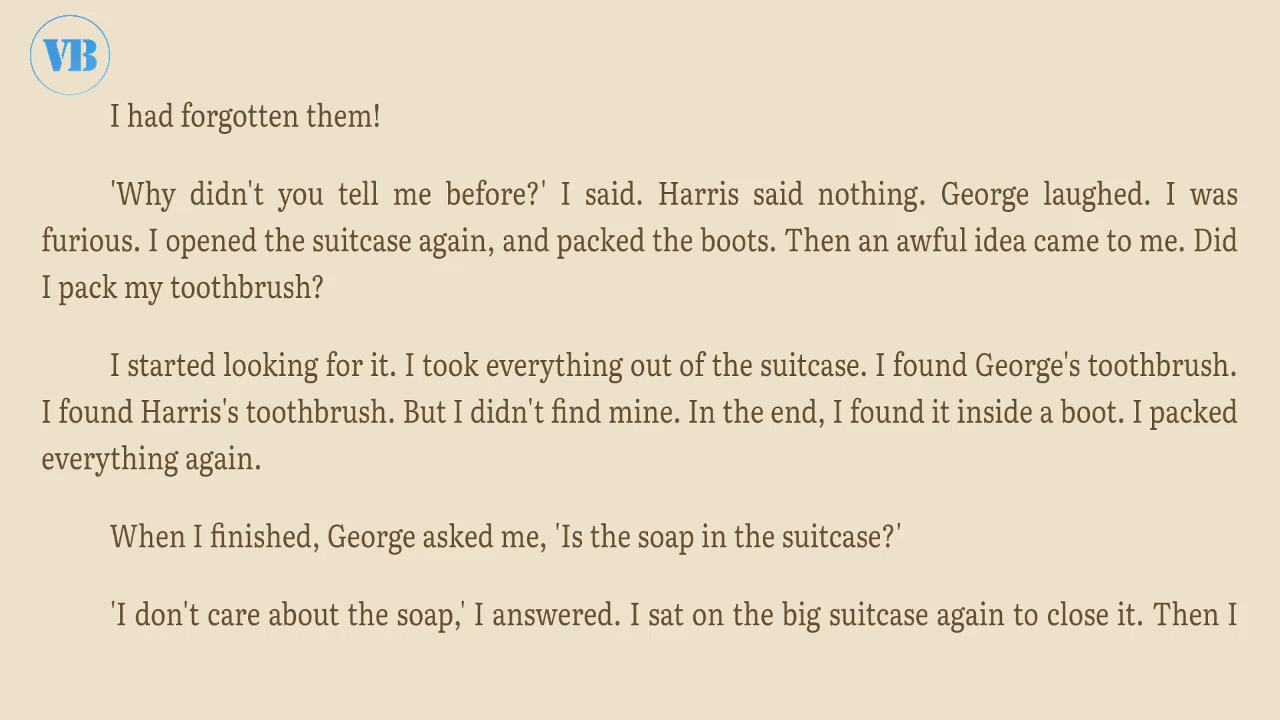 VB
I had forgotten them!
'Why didn't you tell me before?' I said. Harris said nothing. George laughed. I was
furious. I opened the suitcase again, and packed the boots. Then an awful idea came to me. Did
I pack my toothbrush?
I started looking for it. I took everything out of the suitcase. I found George's toothbrush.
I found Harris's toothbrush. But I didn't find mine. In the end, I found it inside a boot. I packed
everything again.
When I finished, George asked me, 'Is the soap in the suitcase?'
'I don't care about the soap,' I answered. I sat on the big suitcase again to close it. Then I